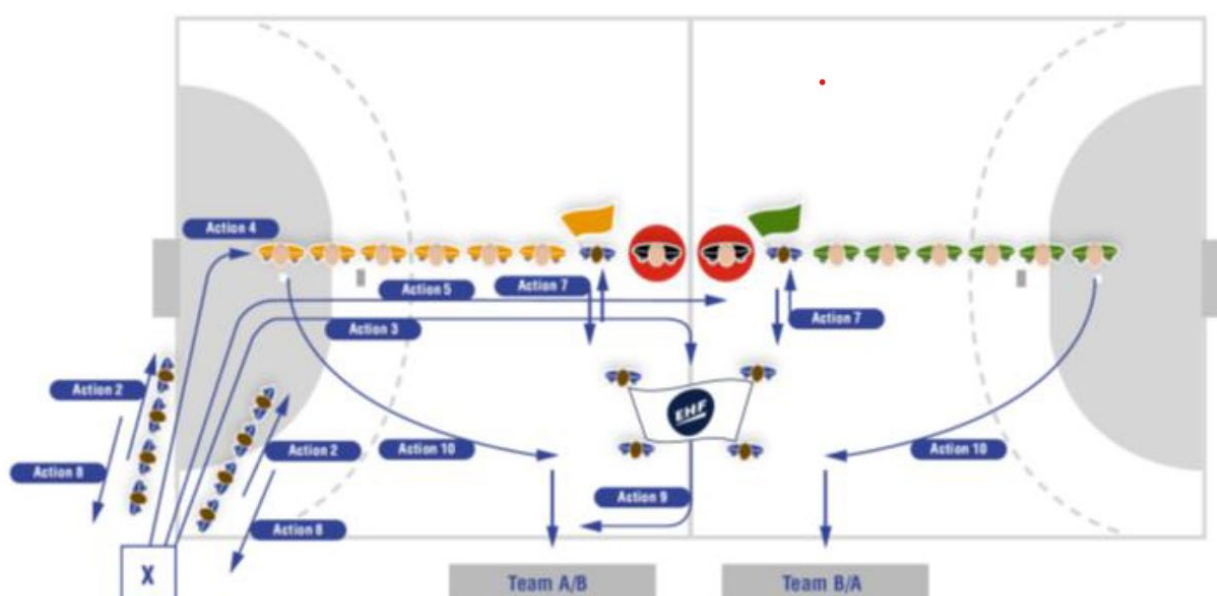 Action 4
Action 5
Action 7
Action 3
Action 7
Action 2
EHF
Action 2
Action 10
Action 10
Action 8
Action 9
Action 8
X
Team A/B
Team B/A